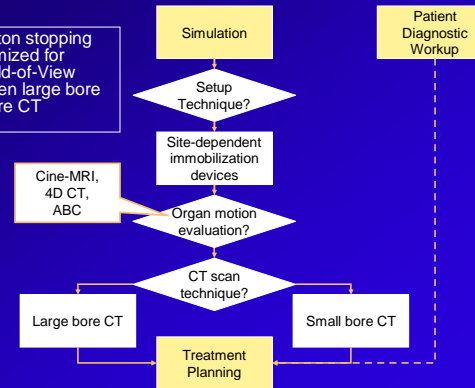 Simulation
Patient
Diagnostic
Workup
ton stopping
mized for
ld-of-View
en large bore
re CT
Setup
Technique?
Site-dependent
immobilization
devices
Cine-MRI,
4D CT,
ABC
Organ motion
evaluation?
CT scan
technique?
Large bore CT
Small bore CT
Treatment
Planning